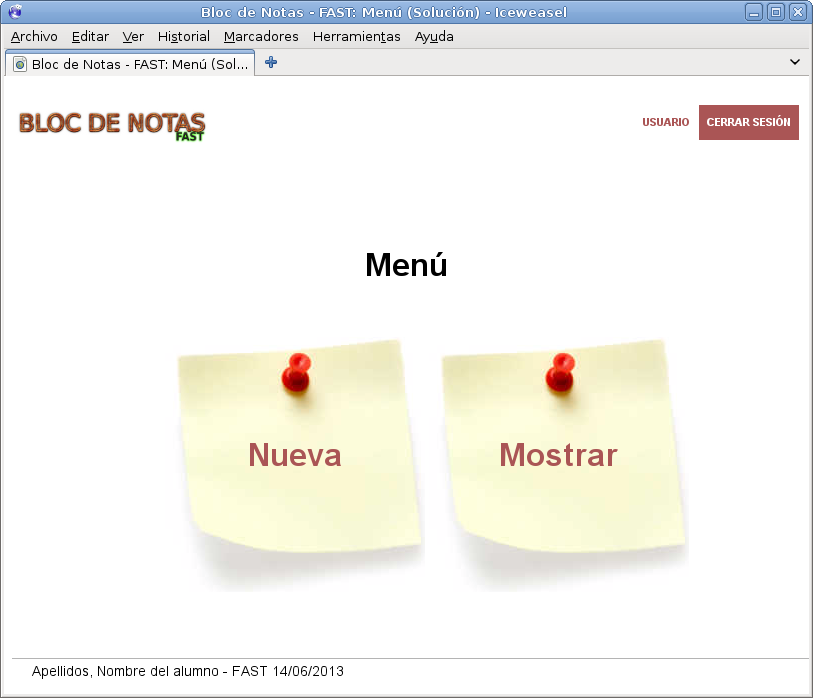 Bloc de Notas - FAST: Menú (Solución) - Iceweasel
Archivo Editar Ver Historial Marcadores Herramientas Ayuda
Bloc de Notas - FAST: Menú (Sol...
BLOC DE NOTAS
FAST
USUARIO CERRAR SESIÓN
Menú
Nueva Mostrar
Apellidos, Nombre del alumno - FAST 14/06/2013